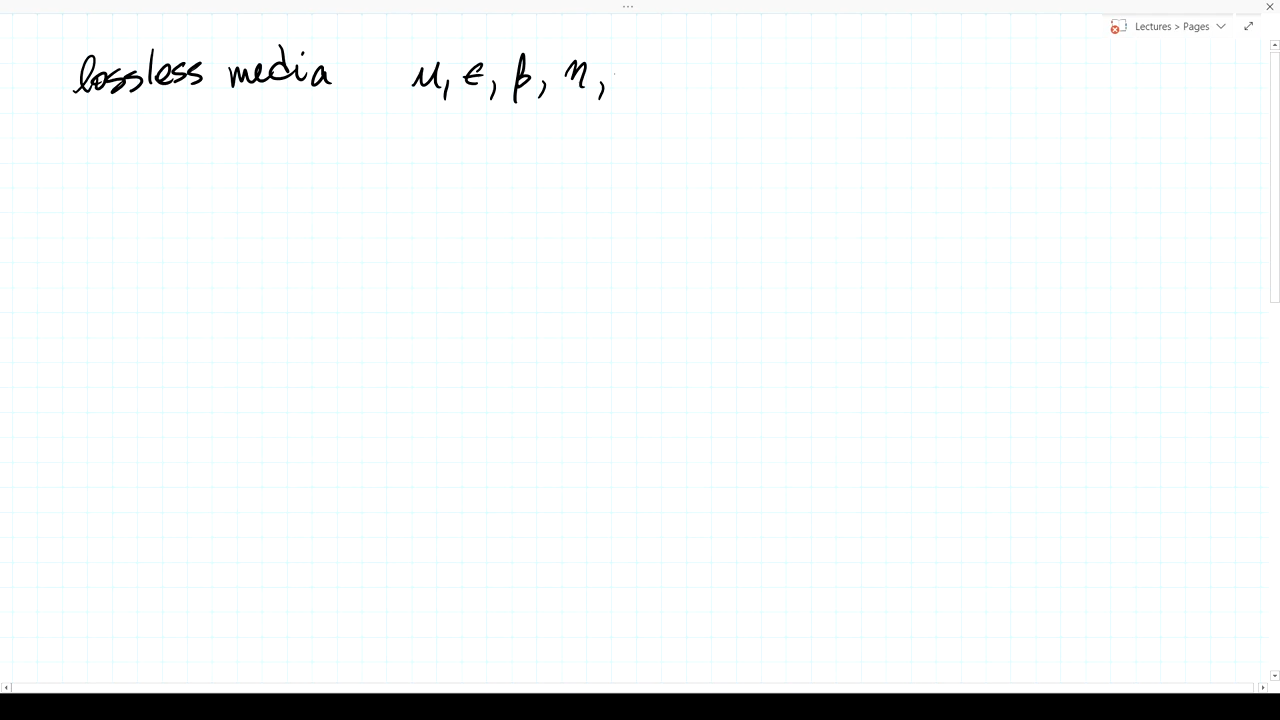 Lectures > Pages
lossless media μ, ϵ, β, η,